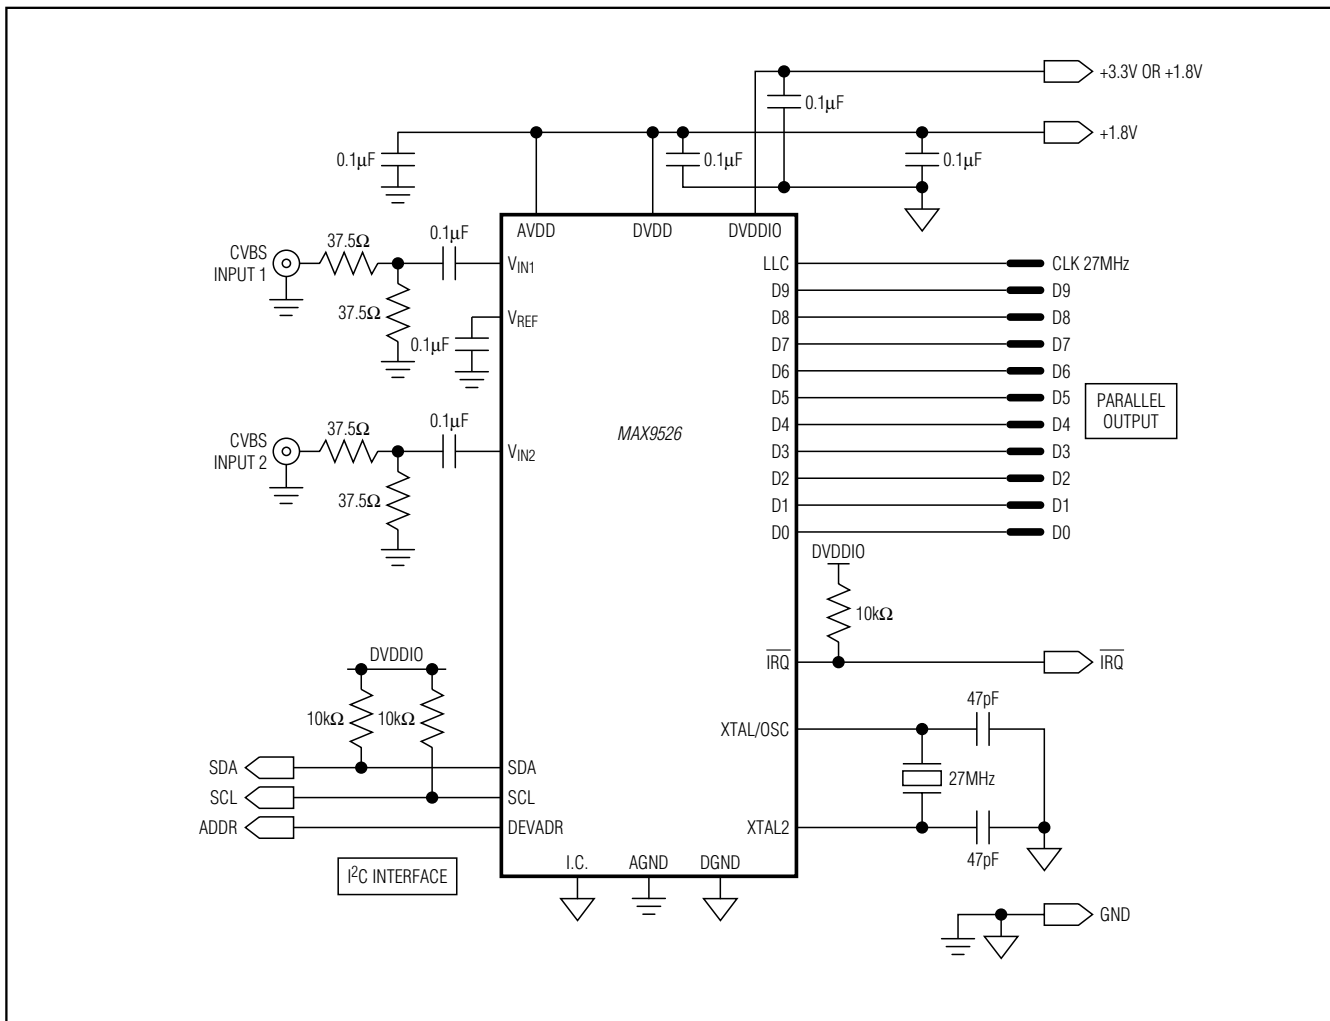 +3.3V OR +1.8V
0.1µF
+1.8V
0.1µF
0.1µF
0.1µF
AVDD
DVDD
DVDDIO
CVBS
INPUT 1
37.5Ω
0.1µF
VIN1
37.5Ω
VREF
0.1µF
CVBS
INPUT 2
37.5Ω
0.1µF
VIN2
37.5Ω
MAX9526
LLC
CLK 27MHz
D9
D9
D8
D8
D7
D7
D6
D6
D5
D5
D4
D4
D3
D3
D2
D2
D1
D1
D0
D0
PARALLEL
OUTPUT
DVDDIO
10kΩ
IRQ
IRQ
DVDDIO
10kΩ
10kΩ
SDA
SDA
SCL
SCL
ADDR
DEVADR
I2C INTERFACE
I.C.
AGND
DGND
XTAL/OSC
47pF
27MHz
XTAL2
47pF
GND